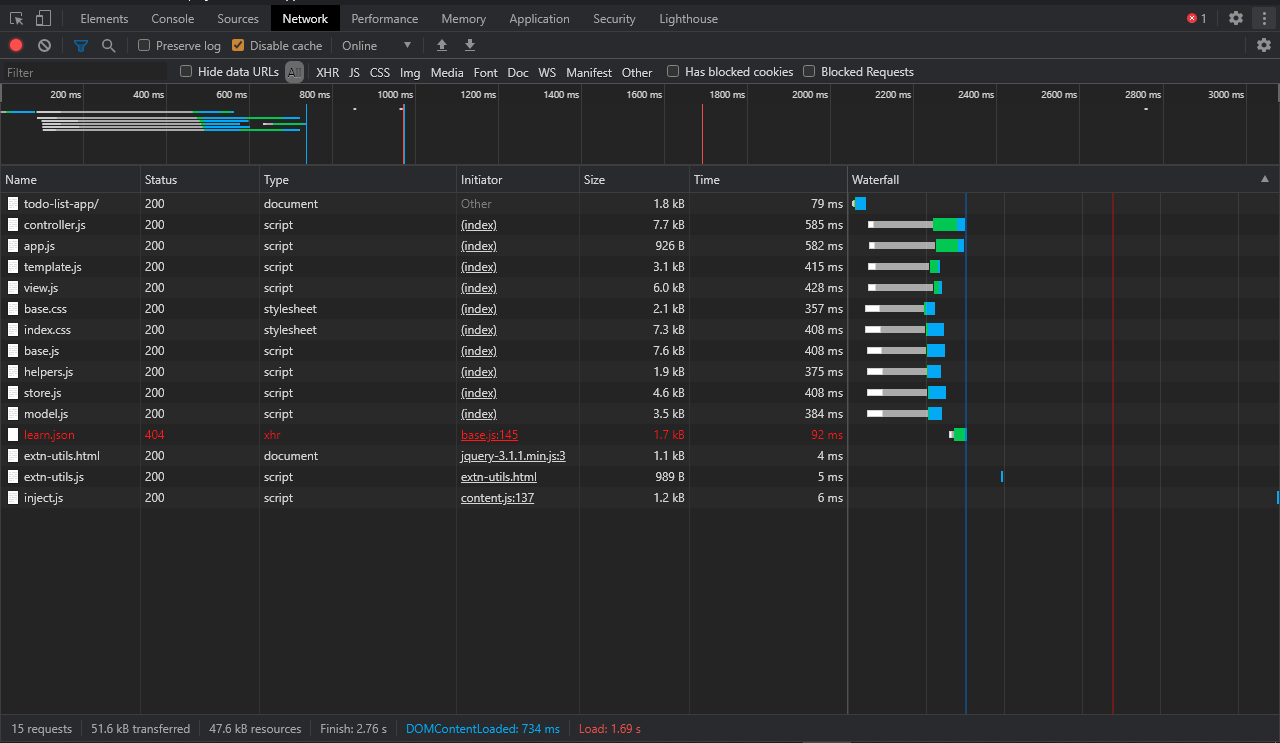 Elements Console Sources Network Performance Memory Application Security Lighthouse 1
Preserve log Disable cache Online
Filter Hide data URLs All XHR JS CSS Img Media Font Doc WS Manifest Other Has blocked cookies Blocked Requests
200 ms 400 ms 600 ms 800 ms 1000 ms 1200 ms 1400 ms 1600 ms 1800 ms 2000 ms 2200 ms 2400 ms 2600 ms 2800 ms 3000 ms
Name Status Type Initiator Size Time Waterfall
todo-list-app/ 200 document Other 1.8 kB 79 ms
controller.js 200 script (index) 7.7 kB 585 ms
app.js 200 script (index) 926 B 582 ms
template.js 200 script (index) 3.1 kB 415 ms
view.js 200 script (index) 6.0 kB 428 ms
base.css 200 stylesheet (index) 2.1 kB 357 ms
index.css 200 stylesheet (index) 7.3 kB 408 ms
base.js 200 script (index) 7.6 kB 408 ms
helpers.js 200 script (index) 1.9 kB 375 ms
store.js 200 script (index) 4.6 kB 408 ms
model.js 200 script (index) 3.5 kB 384 ms
learn.json 404 xhr base.js:145 1.7 kB 92 ms
extn-utils.html 200 document jquery-3.1.1.min.js:3 1.1 kB 4 ms
extn-utils.js 200 script extn-utils.html 989 B 5 ms
inject.js 200 script content.js:137 1.2 kB 6 ms
15 requests 51.6 kB transferred 47.6 kB resources Finish: 2.76 s DOMContentLoaded: 734 ms Load: 1.69 s